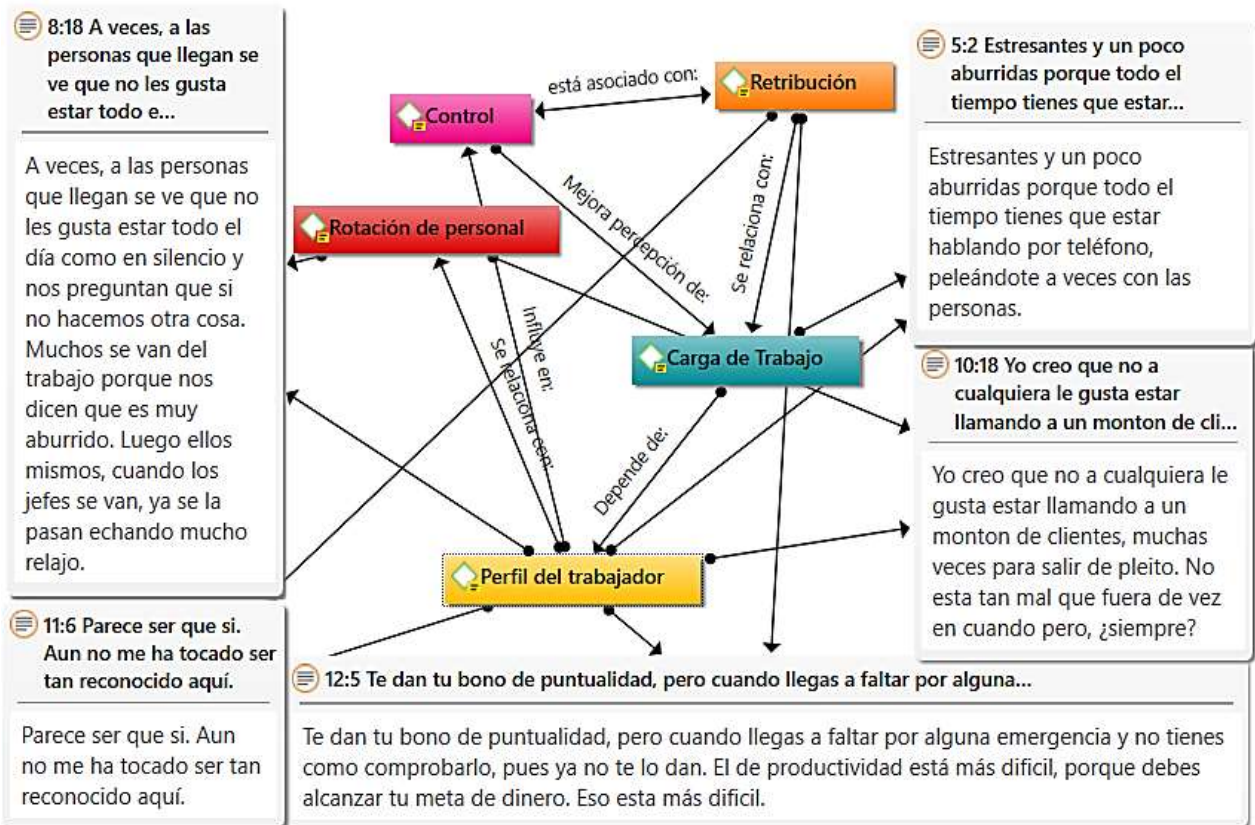 8:18 A veces, a las
personas que llegan se
ve que no les gusta
estar todo e...
A veces, a las personas
que llegan se ve que no
les gusta estar todo el
día como en silencio y
nos preguntan que si
no hacemos otra cosa.
Muchos se van del
trabajo porque nos
dicen que es muy
aburrido. Luego ellos
mismos, cuando los
jefes se van, ya se la
pasan echando mucho
relajo.
11:6 Parece ser que si.
Aun no me ha tocado ser
tan reconocido aquí.
Parece ser que si. Aun
no me ha tocado ser tan
reconocido aquí.
está asociado con:
Retribución
Control
Mejora percepción de:
Se relaciona con:
Rotación de personal
Influye en:
Se relaciona con:
Carga de Trabajo
Depende de:
Perfil del trabajador
5:2 Estresantes y un poco
aburridas porque todo el
tiempo tienes que estar...
Estresantes y un poco
aburridas porque todo el
tiempo tienes que estar
hablando por teléfono,
peleándote a veces con las
personas.
10:18 Yo creo que no a
cualquiera le gusta estar
llamando a un monton de cli...
Yo creo que no a cualquiera le
gusta estar llamando a un
monton de clientes, muchas
veces para salir de pleito. No
esta tan mal que fuera de vez
en cuando pero, ¿siempre?
12:5 Te dan tu bono de puntualidad, pero cuando llegas a faltar por alguna...
Te dan tu bono de puntualidad, pero cuando llegas a faltar por alguna emergencia y no tienes
como comprobarlo, pues ya no te lo dan. El de productividad está más dificil, porque debes
alcanzar tu meta de dinero. Eso esta más dificil.